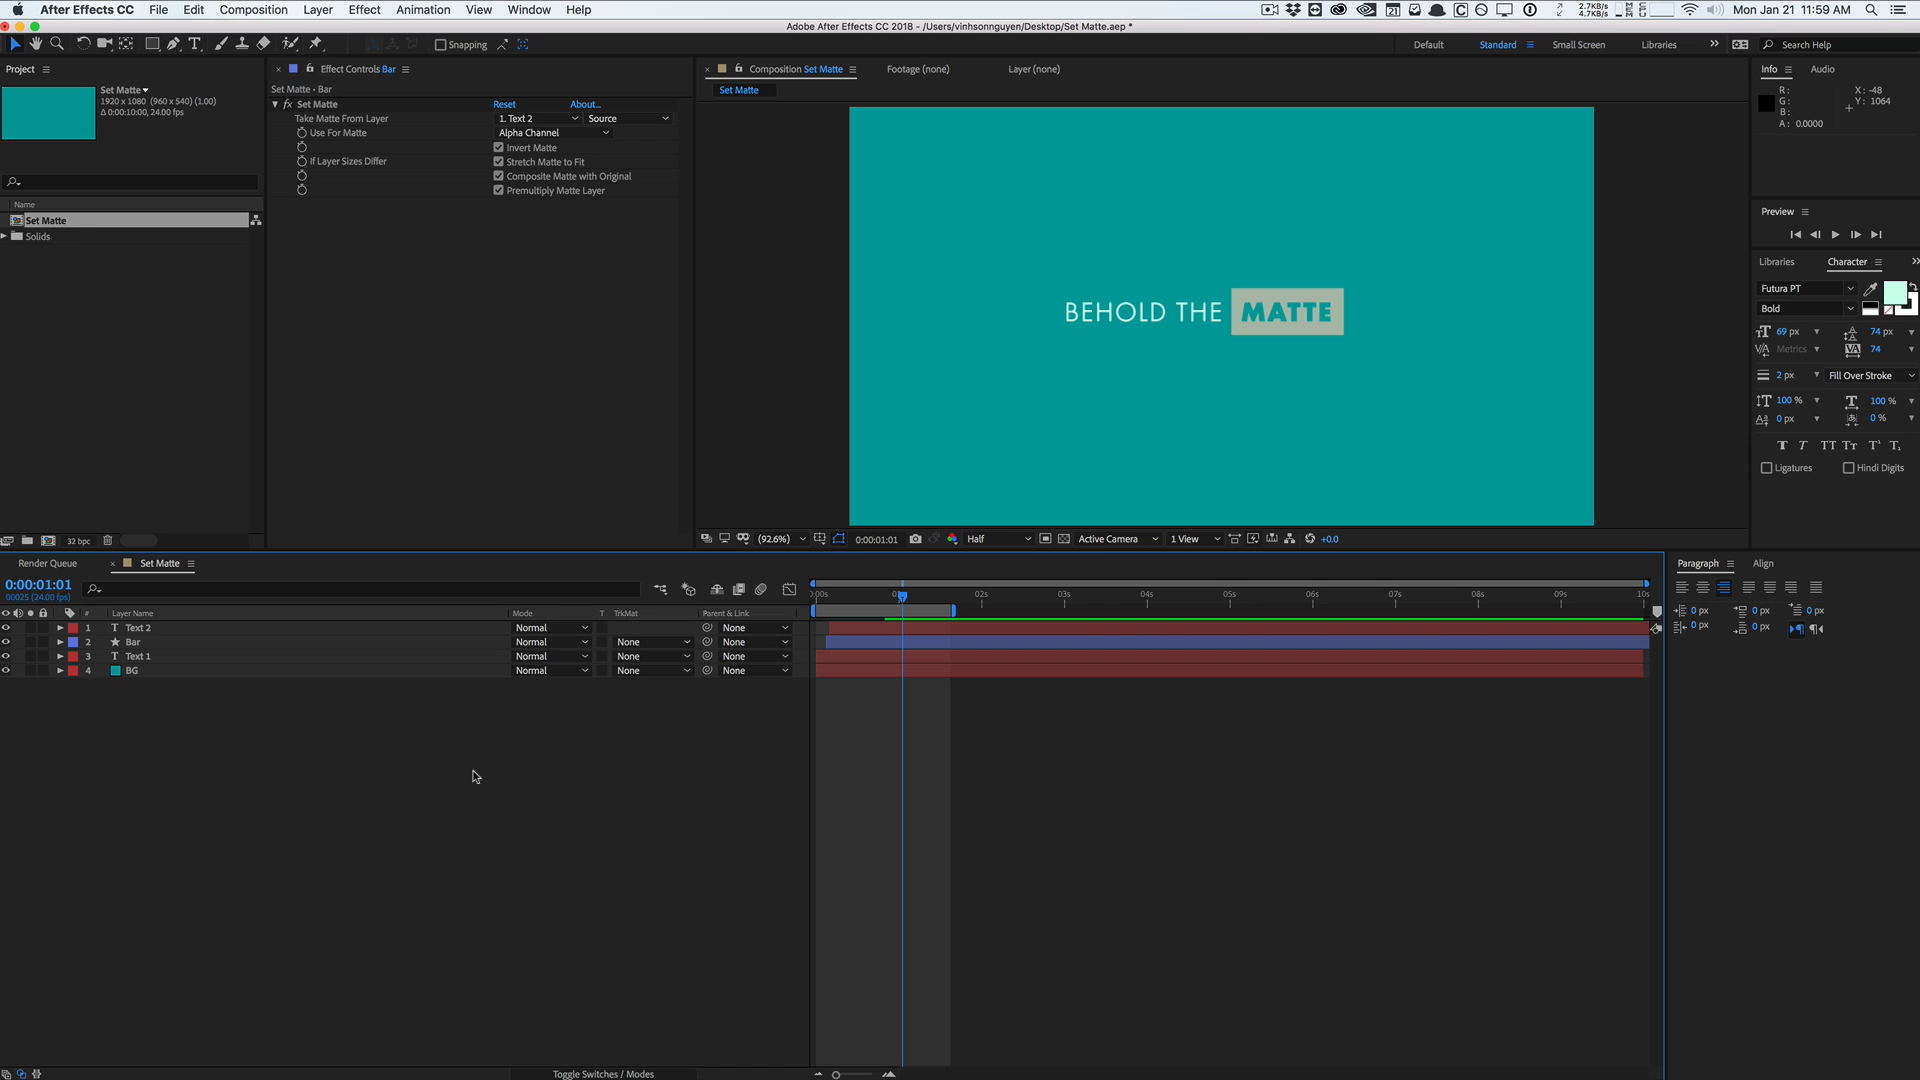 After Effects CC File Edit Composition Layer Effect Animation View Window Help
2.7KB/s
4.7KB/s
Mon Jan 21 11:59 AM
Adobe After Effects CC 2018 - /Users/vinhsonnguyen/Desktop/Set Matte.aep *
Snapping
Default Standard Small Screen Libraries Search Help
Project
Effect Controls Bar
Composition Set Matte
Footage (none)
Layer (none)
Info Audio
Set Matte
1920 x 1080 (960 x 540) (1.00)
Δ 0:00:10:00, 24.00 fps)
Set Matte • Bar
Set Matte Reset About...
Take Matte From Layer 1. Text 2 Source
Use For Matte Alpha Channel
Invert Matte
If Layer Sizes Differ Stretch Matte to Fit
Composite Matte with Original
Premultiply Matte Layer
Set Matte
R: X: -48
G: Y: 1064
B:
A: 0.0000
Name
Set Matte
Solids
BEHOLD THE MATTE
Preview
Libraries Character
Futura PT
Bold
69 px 74 px
Metrics 74
2 px Fill Over Stroke
100 % 100 %
0 px 0 %
T T TT Tт T¹ T₁
Ligatures Hindi Digits
32 bpc
(92.6%) 0:00:01:01 Half Active Camera 1 View +0.0
Render Queue Set Matte
0:00:01:01
00025 (24.00 fps)
:00s 02s 03s 04s 05s 06s 07s 08s 09s 10s
# Layer Name Mode T TrkMat Parent & Link
1 Text 2 Normal None
2 Bar Normal None None
3 Text 1 Normal None None
4 BG Normal None None
Paragraph Align
0 px 0 px 0 px
0 px 0 px
Toggle Switches / Modes